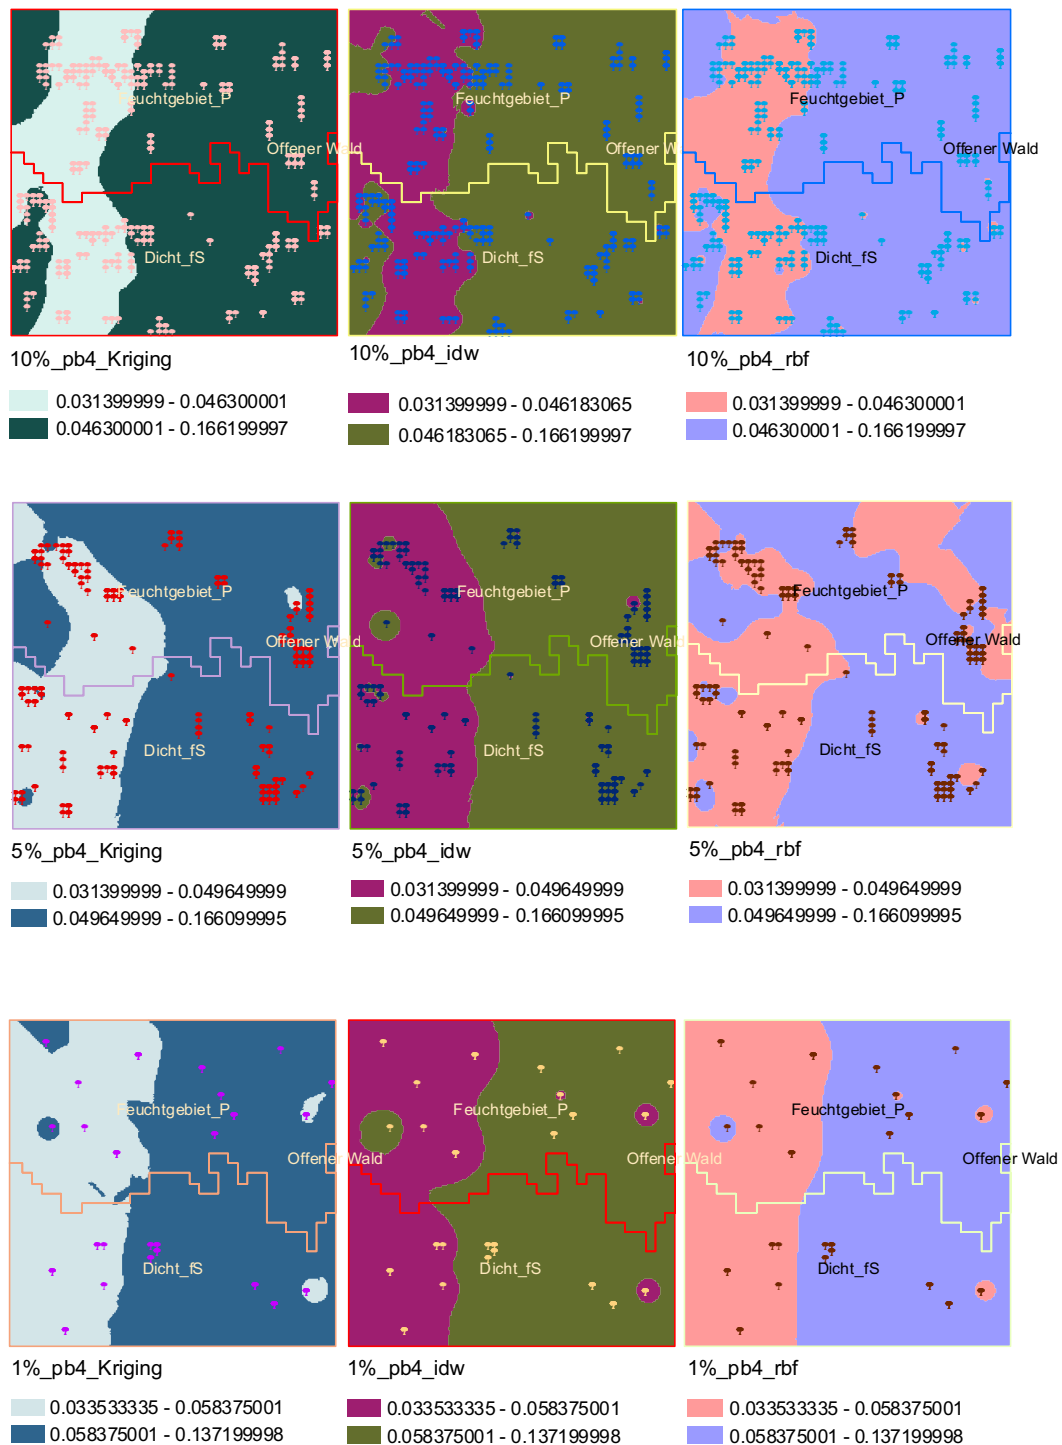 Feuchtgebiet_P
Offener Wald
Dicht_fS
Feuchtgebiet_P
Offener W
Dicht_fS
Feuchtgebiet_P
Offener Wald
Dicht_fS
10%_pb4_Kriging
10%_pb4_idw
10%_pb4_rbf
0.031399999 - 0.046300001
0.046300001 - 0.166199997
0.031399999 - 0.046183065
0.046183065 - 0.166199997
0.031399999 - 0.046300001
0.046300001 - 0.166199997
Feuchtgebiet_P
Offener Wald
Dicht_fS
Feuchtgebiet_P
Offener Wald
Dicht_fS
Feuchtgebiet_P
Offener Wald
Dicht_fS
5%_pb4_Kriging
5%_pb4_idw
5%_pb4_rbf
0.031399999 - 0.049649999
0.049649999 - 0.166099995
0.031399999 - 0.049649999
0.049649999 - 0.166099995
0.031399999 - 0.049649999
0.049649999 - 0.166099995
Feuchtgebiet_P
Offener Wald
Dicht_fS
Feuchtgebiet_P
Offener Wald
Dicht_fS
Feuchtgebiet_P
Offener Wald
Dicht_fS
1%_pb4_Kriging
1%_pb4_idw
1%_pb4_rbf
0.033533335 - 0.058375001
0.058375001 - 0.137199998
0.033533335 - 0.058375001
0.058375001 - 0.137199998
0.033533335 - 0.058375001
0.058375001 - 0.137199998